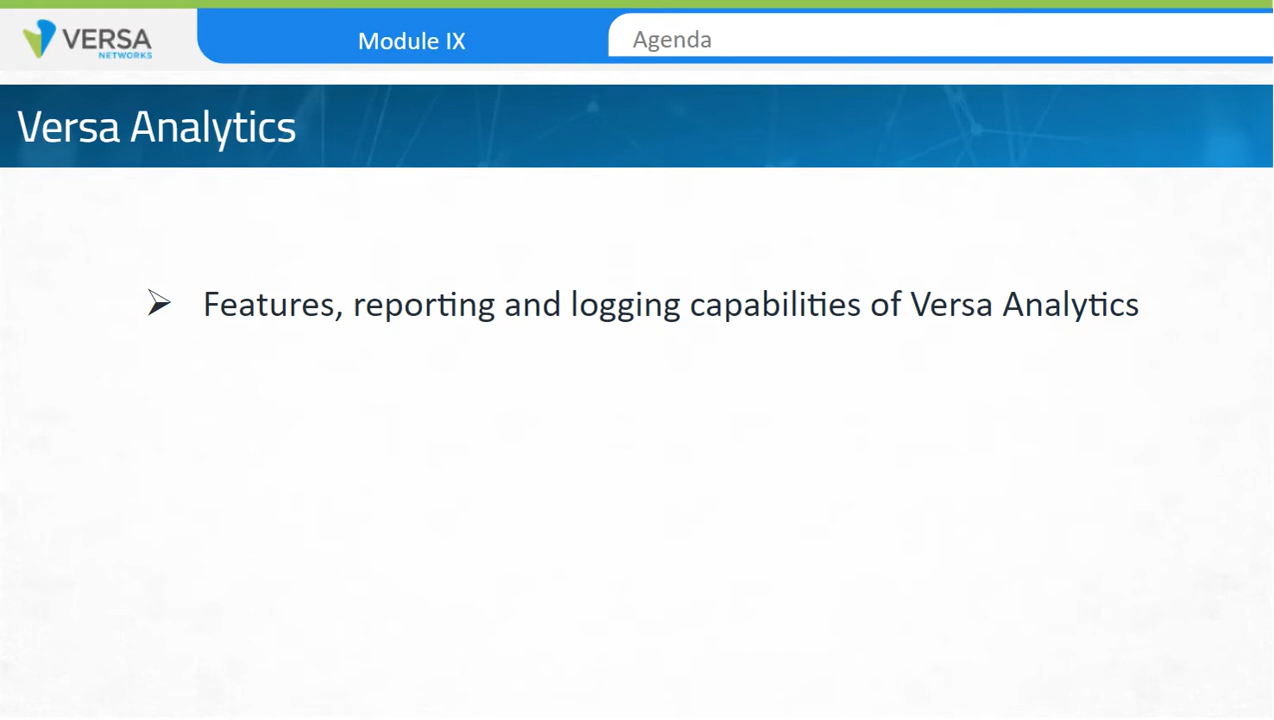 VERSA
NETWORKS
Module IX
Agenda
Versa Analytics
➢ Features, reporting and logging capabilities of Versa Analytics